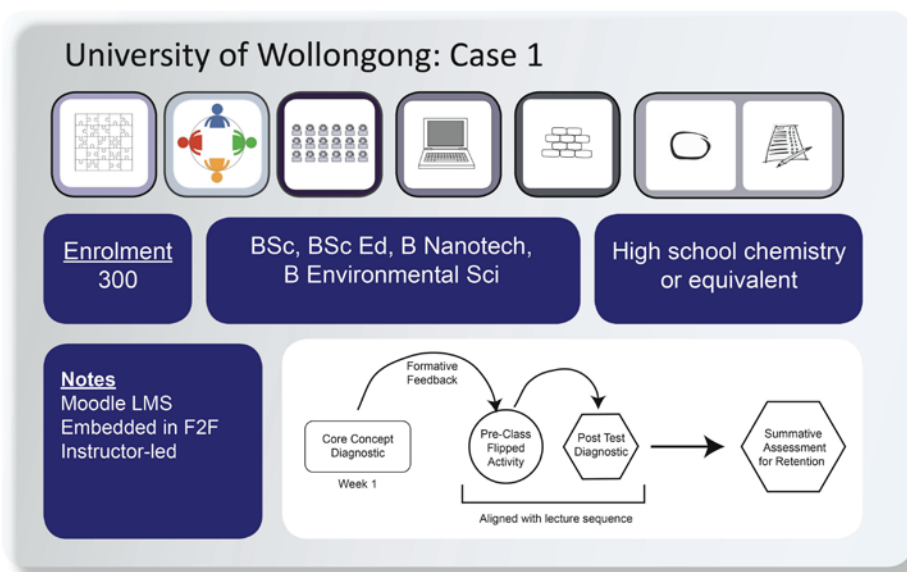 University of Wollongong: Case 1
Enrolment
300
BSc, BSc Ed, B Nanotech,
B Environmental Sci
High school chemistry
or equivalent
Notes
Moodle LMS
Embedded in F2F
Instructor-led
Formative
Feedback
Core Concept
Diagnostic
Week 1
Pre-Class
Flipped
Activity
Post Test
Diagnostic
Aligned with lecture sequence
Summative
Assessment
for Retention